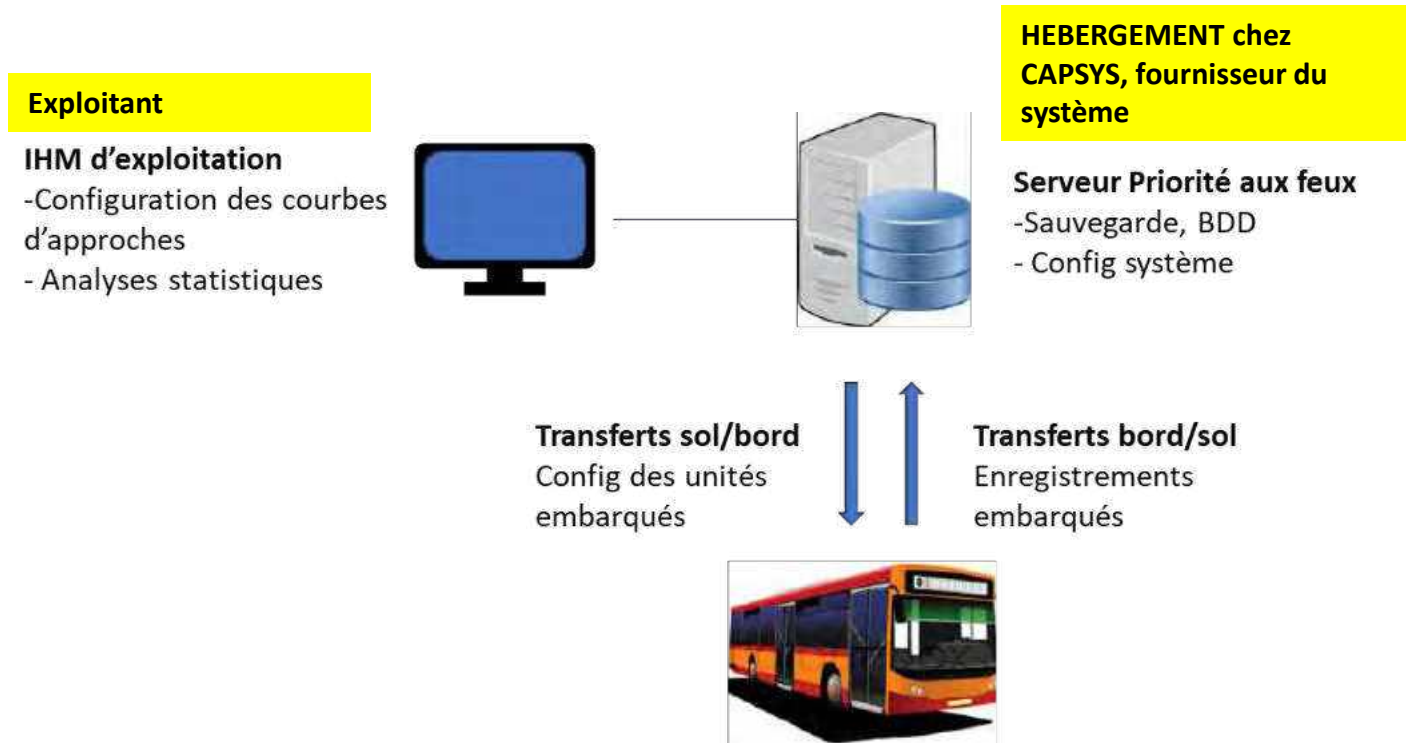 Exploitant
IHM d’exploitation
-Configuration des courbes
d’approches
- Analyses statistiques
HEBERGEMENT chez
CAPSYS, fournisseur du
système
Serveur Priorité aux feux
-Sauvegarde, BDD
- Config système
Transferts sol/bord
Config des unités
embarqués
Transferts bord/sol
Enregistrements
embarqués